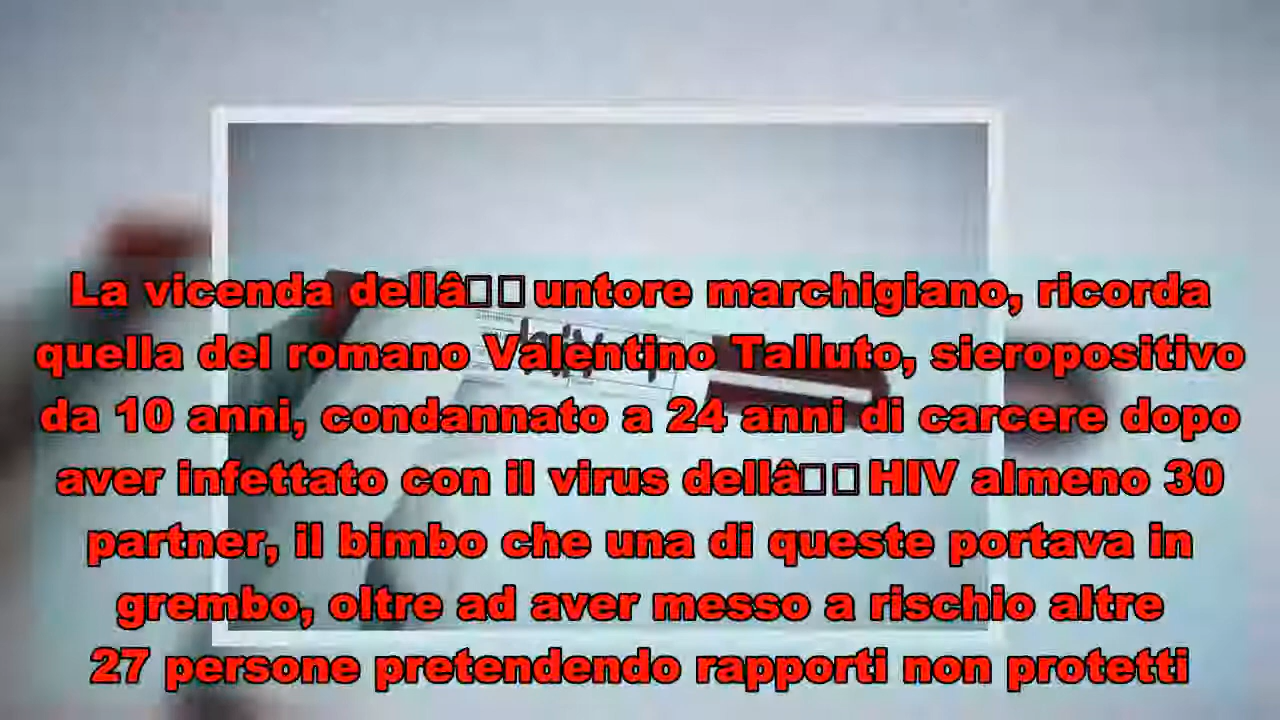 La vicenda dellâ□□untore marchigiano, ricorda
quella del romano Valentino Talluto, sieropositivo
da 10 anni, condannato a 24 anni di carcere dopo
aver infettato con il virus dellâ□□HIV almeno 30
partner, il bimbo che una di queste portava in
grembo, oltre ad aver messo a rischio altre
27 persone pretendendo rapporti non protetti